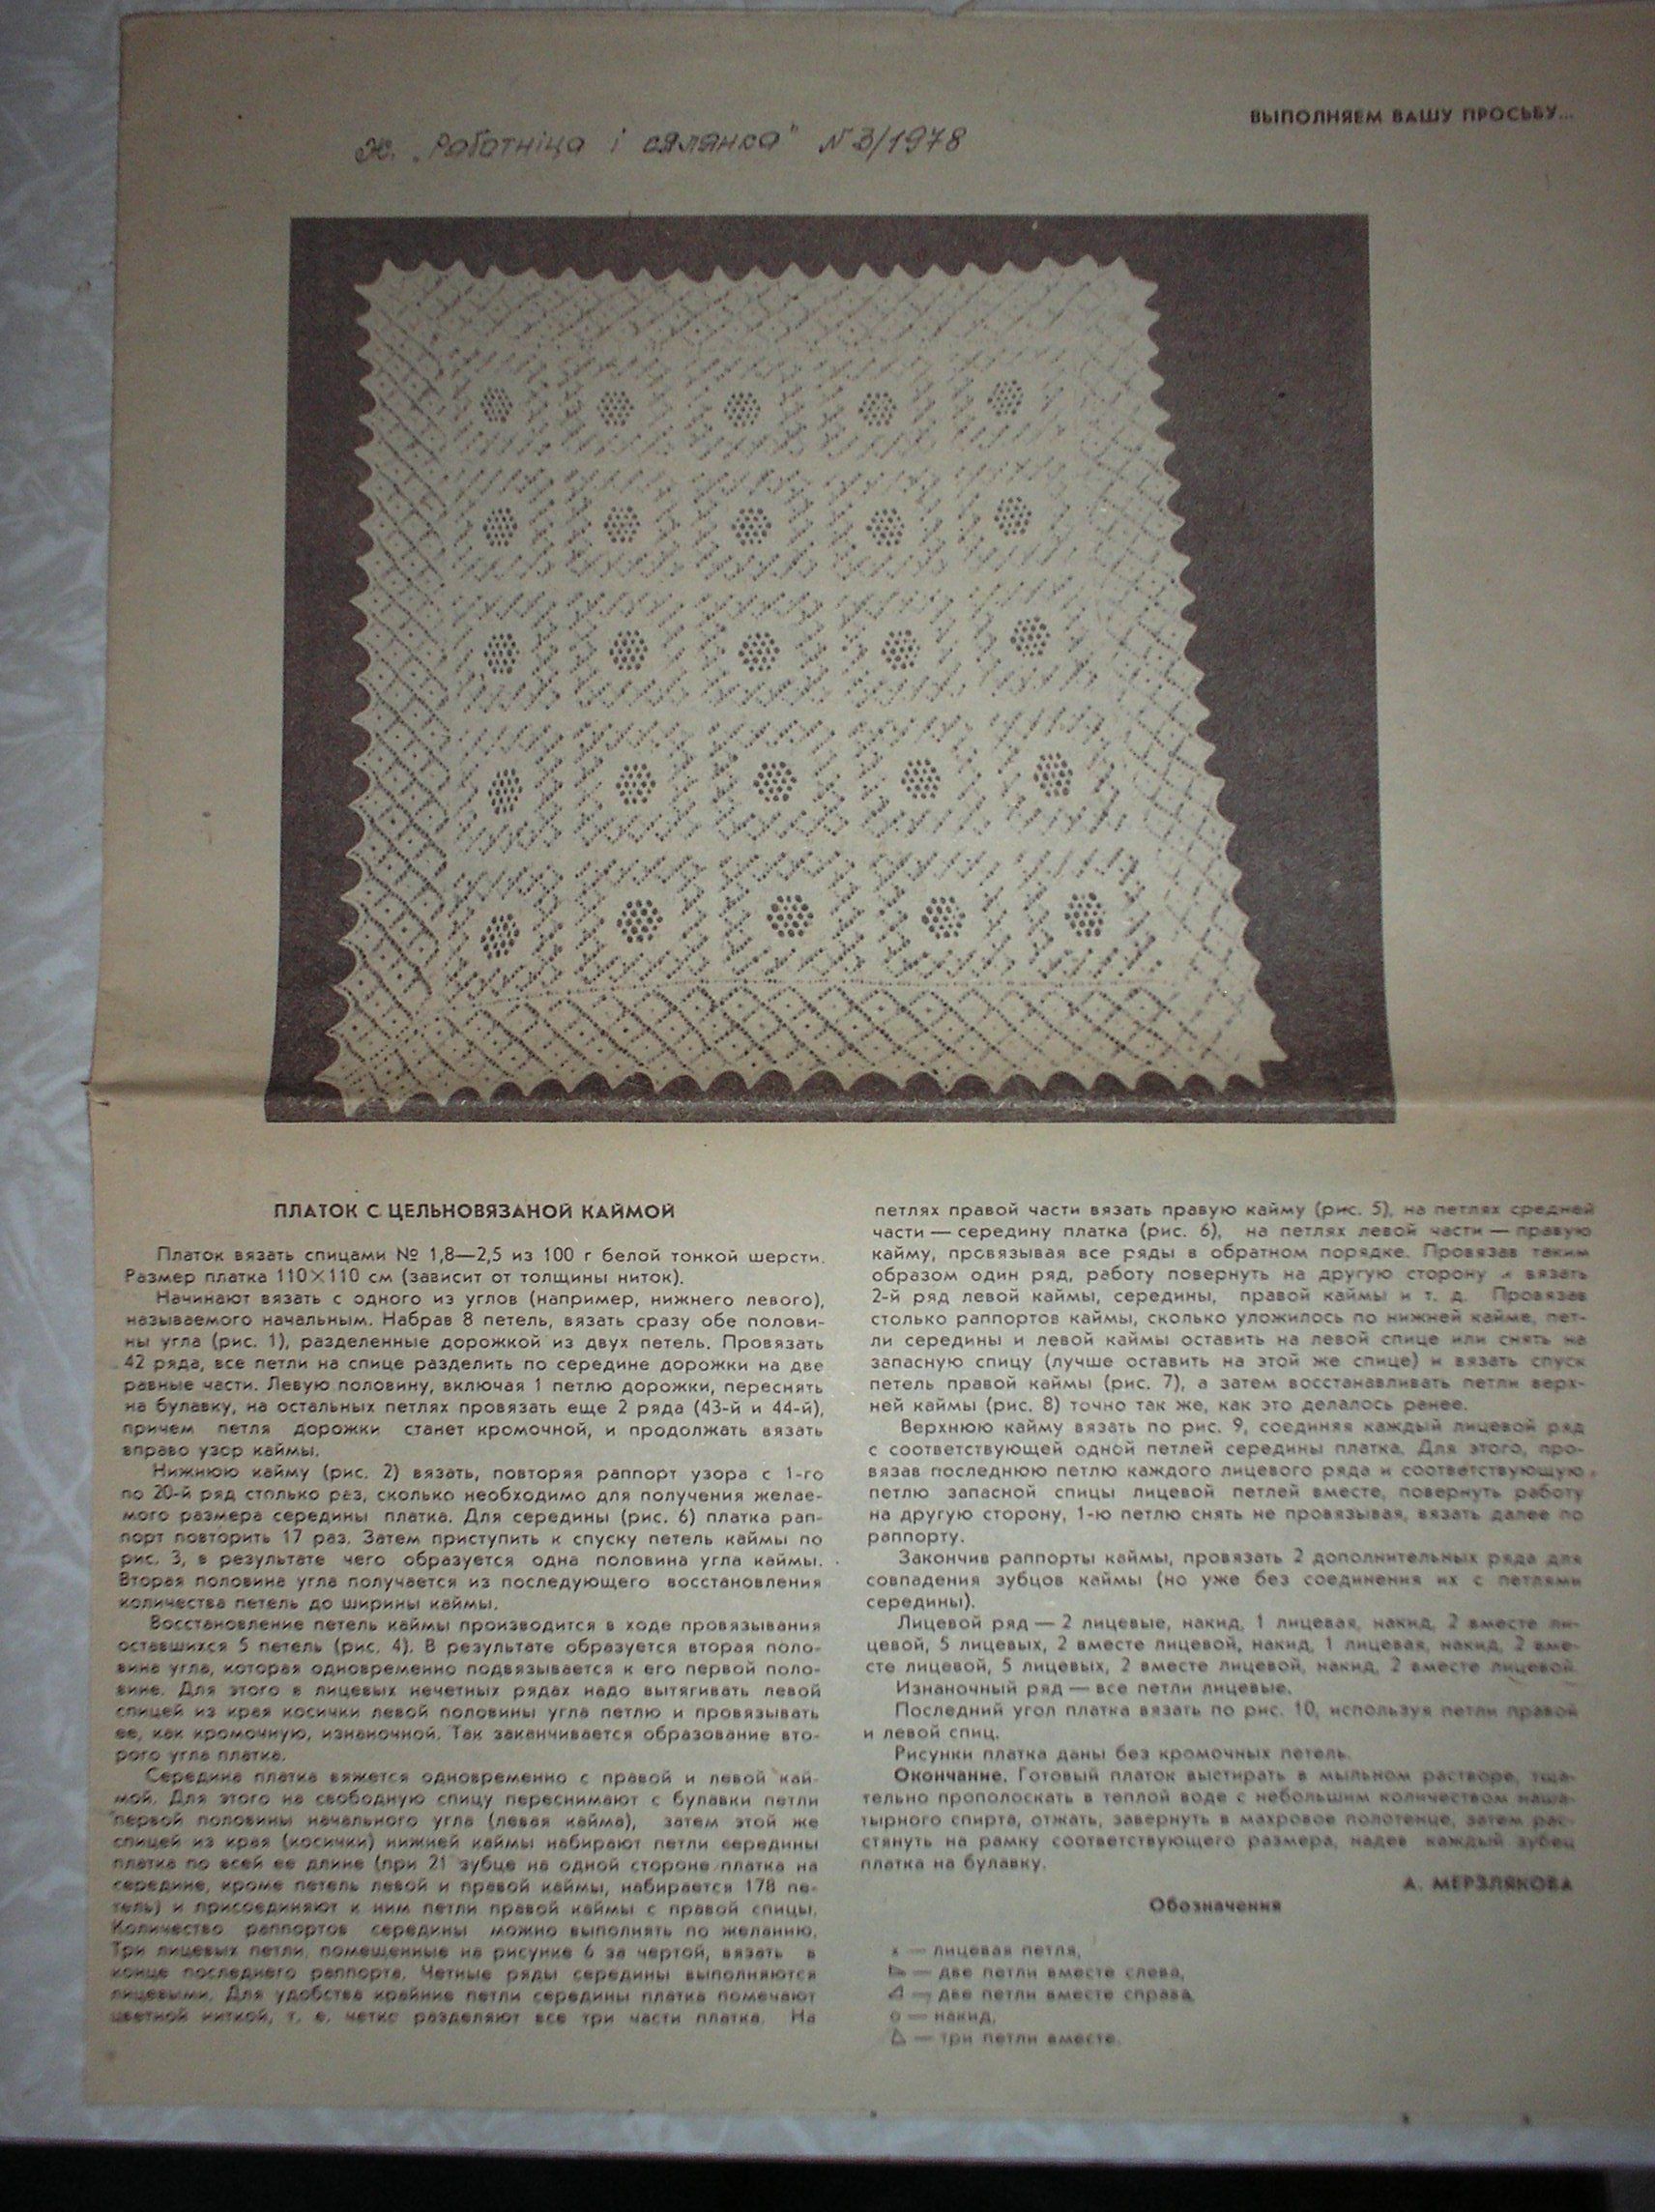 ВЫПОЛНЯЕМ ВАШУ ПРОСЬБУ...
Ж. „Работніца і сялянка" №3/1978
ПЛАТОК С ЦЕЛЬНОВЯЗАНОЙ КАЙМОЙ
Платок вязать спицами № 1,8—2,5 из 100 г белой тонкой шерсти.
Размер платка 110×110 см (зависит от толщины ниток).
Начинают вязать с одного из углов (например, нижнего левого),
называемого начальным. Набрав 8 петель, вязать сразу обе полови-
ны угла (рис. 1), разделенные дорожкой из двух петель. Провязать
42 ряда, все петли на спице разделить по середине дорожки на две
равные части. Левую половину, включая 1 петлю дорожки, переснять
на булавку, на остальных петлях провязать еще 2 ряда (43-й и 44-й),
причем петля дорожки станет кромочной, и продолжать вязать
вправо узор каймы.
Нижнюю кайму (рис. 2) вязать, повторяя раппорт узора с 1-го
по 20-й ряд столько раз, сколько необходимо для получения желае-
мого размера середины платка. Для середины (рис. 6) платка рап-
порт повторить 17 раз. Затем приступить к спуску петель каймы по
рис. 3, в результате чего образуется одна половина угла каймы.
Вторая половина угла получается из последующего восстановления
количества петель до ширины каймы.
Восстановление петель каймы производится в ходе провязывания
оставшихся 5 петель (рис. 4). В результате образуется вторая поло-
вина угла, которая одновременно подвязывается к его первой поло-
вине. Для этого в лицевых нечетных рядах надо вытягивать левой
спицей из края косички левой половины угла петлю и провязывать
ее, как кромочную, изнаночной. Так заканчивается образование вто-
рого угла платка.
Середина платка вяжется одновременно с правой и левой кай-
мой. Для этого на свободную спицу переснимают с булавки петли
первой половины начального угла (левая кайма), затем этой же
спицей из края (косички) нижней каймы набирают петли середины
платка по всей ее длине (при 21 зубце на одной стороне платка на
середине, кроме петель левой и правой каймы, набирается 178 пе-
тель) и присоединяют к ним петли правой каймы с правой спицы.
Количество раппортов середины можно выполнять по желанию.
Три лицевых петли, помещенные на рисунке 6 за чертой, вязать в
конце последнего раппорта. Четные ряды середины выполняются
лицевыми. Для удобства крайние петли середины платка помечают
цветной ниткой, т. е. четко разделяют все три части платка. На
петлях правой части вязать правую кайму (рис. 5), на петлях средней
части — середину платка (рис. 6), на петлях левой части — правую
кайму, провязывая все ряды в обратном порядке. Провязав таким
образом один ряд, работу повернуть на другую сторону и вязать
2-й ряд левой каймы, середины, правой каймы и т. д. Провязав
столько раппортов каймы, сколько уложилось по нижней кайме, пет-
ли середины и левой каймы оставить на левой спице или снять на
запасную спицу (лучше оставить на этой же спице) и вязать спуск
петель правой каймы (рис. 7), а затем восстанавливать петли верх-
ней каймы (рис. 8) точно так же, как это делалось ранее.
Верхнюю кайму вязать по рис. 9, соединяя каждый лицевой ряд
с соответствующей одной петлей середины платка. Для этого, про-
вязав последнюю петлю каждого лицевого ряда и соответствующую
петлю запасной спицы лицевой петлей вместе, повернуть работу
на другую сторону, 1-ю петлю снять не провязывая, вязать далее по
раппорту.
Закончив раппорты каймы, провязать 2 дополнительных ряда для
совпадения зубцов каймы (но уже без соединения их с петлями
середины).
Лицевой ряд — 2 лицевые, накид, 1 лицевая, накид, 2 вместе ли-
цевой, 5 лицевых, 2 вместе лицевой, накид, 1 лицевая, накид, 2 вме-
сте лицевой, 5 лицевых, 2 вместе лицевой, накид, 2 вместе лицевой.
Изнаночный ряд — все петли лицевые.
Последний угол платка вязать по рис. 10, используя петли правой
и левой спиц.
Рисунки платка даны без кромочных петель.
Окончание. Готовый платок выстирать в мыльном растворе, тща-
тельно прополоскать в теплой воде с небольшим количеством наша-
тырного спирта, отжать, завернуть в махровое полотенце, затем рас-
стянуть на рамку соответствующего размера, надев каждый зубец
платка на булавку.
А. МЕРЗЛЯКОВА
Обозначения
х — лицевая петля,
— две петли вместе слева,
— две петли вместе справа,
о — накид,
— три петли вместе.